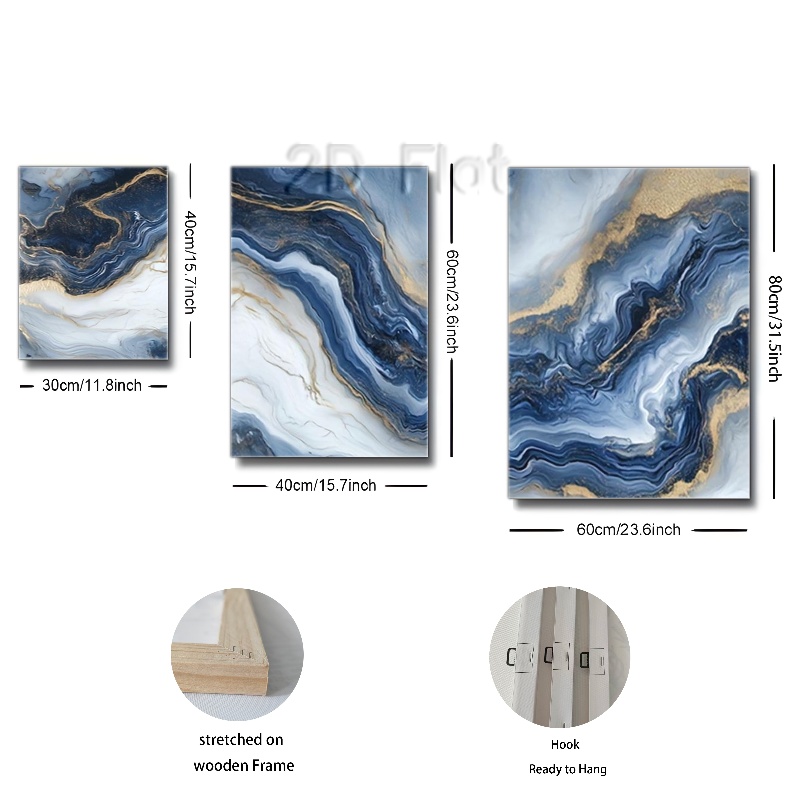 2D Flat
40cm/15.7inch
30cm/11.8inch
60cm/23.6inch
40cm/15.7inch
80cm/31.5inch
60cm/23.6inch
stretched on
wooden Frame
Hook
Ready to Hang